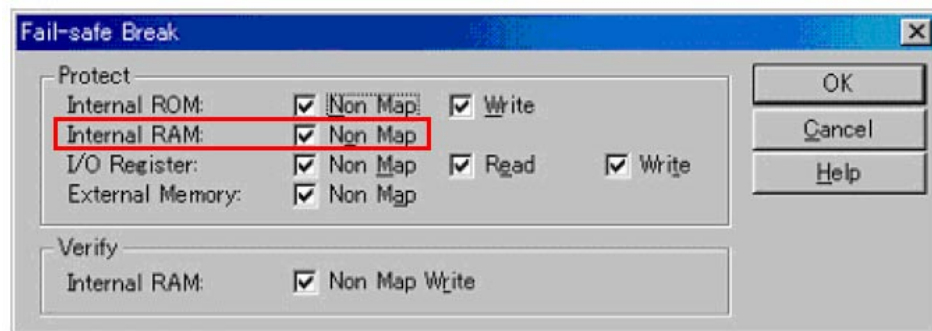 Fail-safe Break
Protect
Internal ROM: Non Map Write
Internal RAM: Non Map
I/O Register: Non Map Read Write
External Memory: Non Map
Verify
Internal RAM: Non Map Write
OK
Cancel
Help